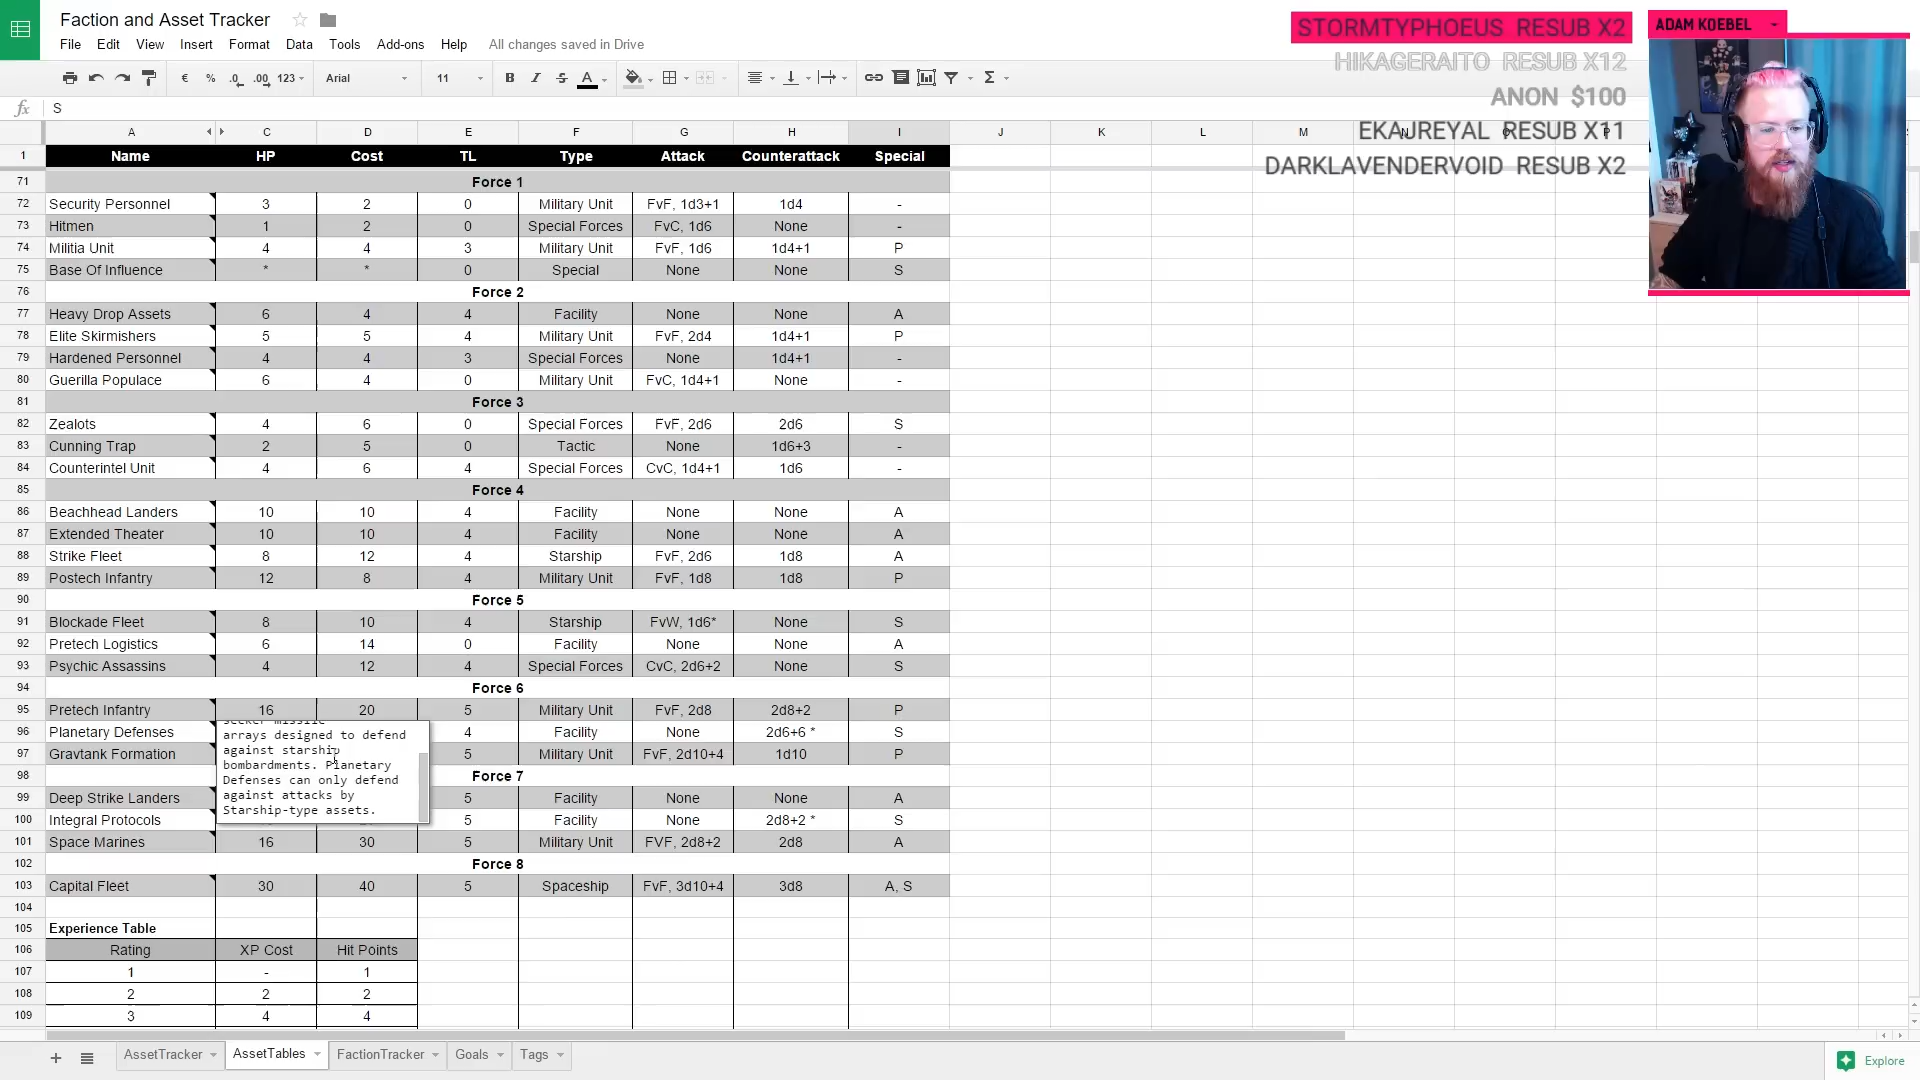 Faction and Asset Tracker
File Edit View Insert Format Data Tools Add-ons Help All changes saved in Drive
€ % .0 .00 123 Arial 11 B I S A Σ
fx S
A C D E F G H I J K L M N O P
1 Name HP Cost TL Type Attack Counterattack Special
71 Force 1
72 Security Personnel 3 2 0 Military Unit FvF, 1d3+1 1d4 -
73 Hitmen 1 2 0 Special Forces FvC, 1d6 None -
74 Militia Unit 4 4 3 Military Unit FvF, 1d6 1d4+1 P
75 Base Of Influence * * 0 Special None None S
76 Force 2
77 Heavy Drop Assets 6 4 4 Facility None None A
78 Elite Skirmishers 5 5 4 Military Unit FvF, 2d4 1d4+1 P
79 Hardened Personnel 4 4 3 Special Forces None 1d4+1 -
80 Guerilla Populace 6 4 0 Military Unit FvC, 1d4+1 None -
81 Force 3
82 Zealots 4 6 0 Special Forces FvF, 2d6 2d6 S
83 Cunning Trap 2 5 0 Tactic None 1d6+3 -
84 Counterintel Unit 4 6 4 Special Forces CvC, 1d4+1 1d6 -
85 Force 4
86 Beachhead Landers 10 10 4 Facility None None A
87 Extended Theater 10 10 4 Facility None None A
88 Strike Fleet 8 12 4 Starship FvF, 2d6 1d8 A
89 Postech Infantry 12 8 4 Military Unit FvF, 1d8 1d8 P
90 Force 5
91 Blockade Fleet 8 10 4 Starship FvW, 1d6* None S
92 Pretech Logistics 6 14 0 Facility None None A
93 Psychic Assassins 4 12 4 Special Forces CvC, 2d6+2 None S
94 Force 6
95 Pretech Infantry 16 20 5 Military Unit FvF, 2d8 2d8+2 P
96 Planetary Defenses 4 Facility None 2d6+6 * S
97 Gravtank Formation 5 Military Unit FvF, 2d10+4 1d10 P
98 Force 7
99 Deep Strike Landers 5 Facility None None A
100 Integral Protocols 5 Facility None 2d8+2 * S
101 Space Marines 16 30 5 Military Unit FVF, 2d8+2 2d8 A
102 Force 8
103 Capital Fleet 30 40 5 Spaceship FvF, 3d10+4 3d8 A, S
104
105 Experience Table
106 Rating XP Cost Hit Points
107 1 - 1
108 2 2 2
109 3 4 4
seeker missile
arrays designed to defend
against starship
bombardments. Planetary
Defenses can only defend
against attacks by
Starship-type assets.
AssetTracker AssetTables FactionTracker Goals Tags
Explore
STORMTYPHOEUS RESUB X2
HIKAGERAITO RESUB X12
ANON $100
EKAJREYAL RESUB X11
DARKLAVENDERVOID RESUB X2
ADAM KOEBEL